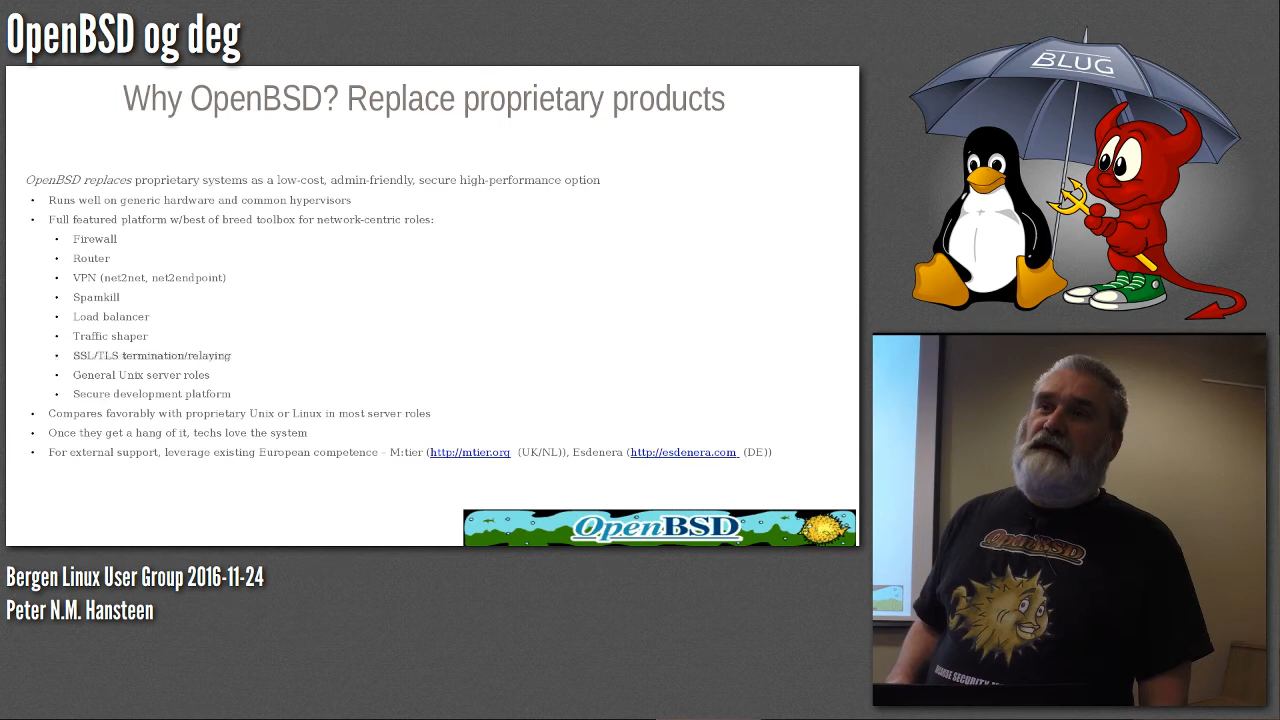 OpenBSD og deg
BLUG
Why OpenBSD? Replace proprietary products
OpenBSD replaces proprietary systems as a low-cost, admin-friendly, secure high-performance option
• Runs well on generic hardware and common hypervisors
• Full featured platform w/best of breed toolbox for network-centric roles:
• Firewall
• Router
• VPN (net2net, net2endpoint)
• Spamkill
• Load balancer
• Traffic shaper
• SSL/TLS termination/relaying
• General Unix server roles
• Secure development platform
• Compares favorably with proprietary Unix or Linux in most server roles
• Once they get a hang of it, techs love the system
• For external support, leverage existing European competence – M:tier (http://mtier.org (UK/NL)), Esdenera (http://esdenera.com (DE))
OpenBSD
Bergen Linux User Group 2016-11-24
Peter N.M. Hansteen
OpenBSD
SECURITY